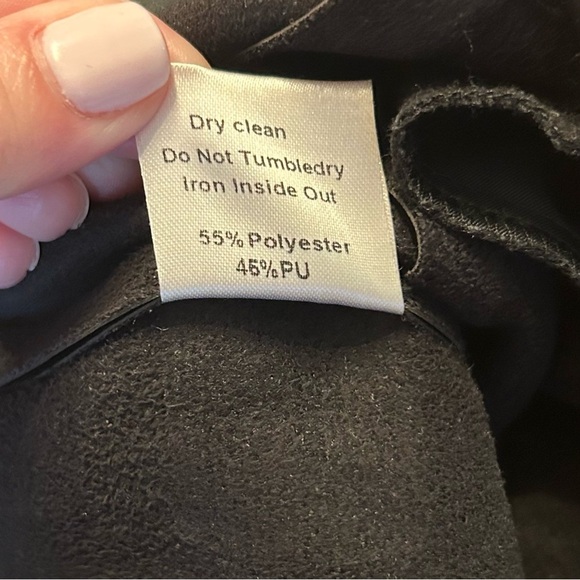 Dry clean
Do Not Tumbledry
Iron Inside Out
55% Polyester
45%PU